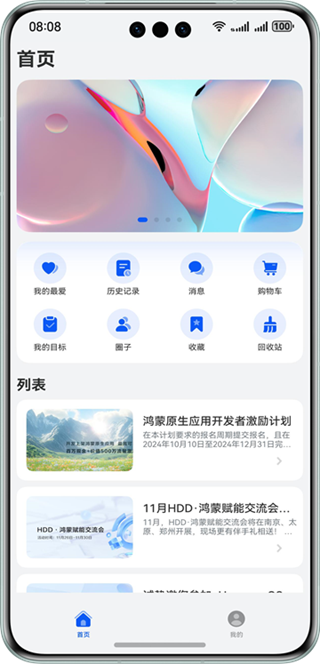 08:08
100
首页
我的最爱
历史记录
消息
购物车
我的目标
圈子
收藏
回收站
列表
鸿蒙原生应用开发者激励计划
在本计划要求的报名周期提交报名，且在
2024年10月10日至2024年12月31日完...
11月HDD·鸿蒙赋能交流会...
11月，HDD·鸿蒙赋能交流会将在南京、太
原、郑州开展，现场更有伴手礼相送！ ...
HDD·鸿蒙赋能交流会
首页
我的